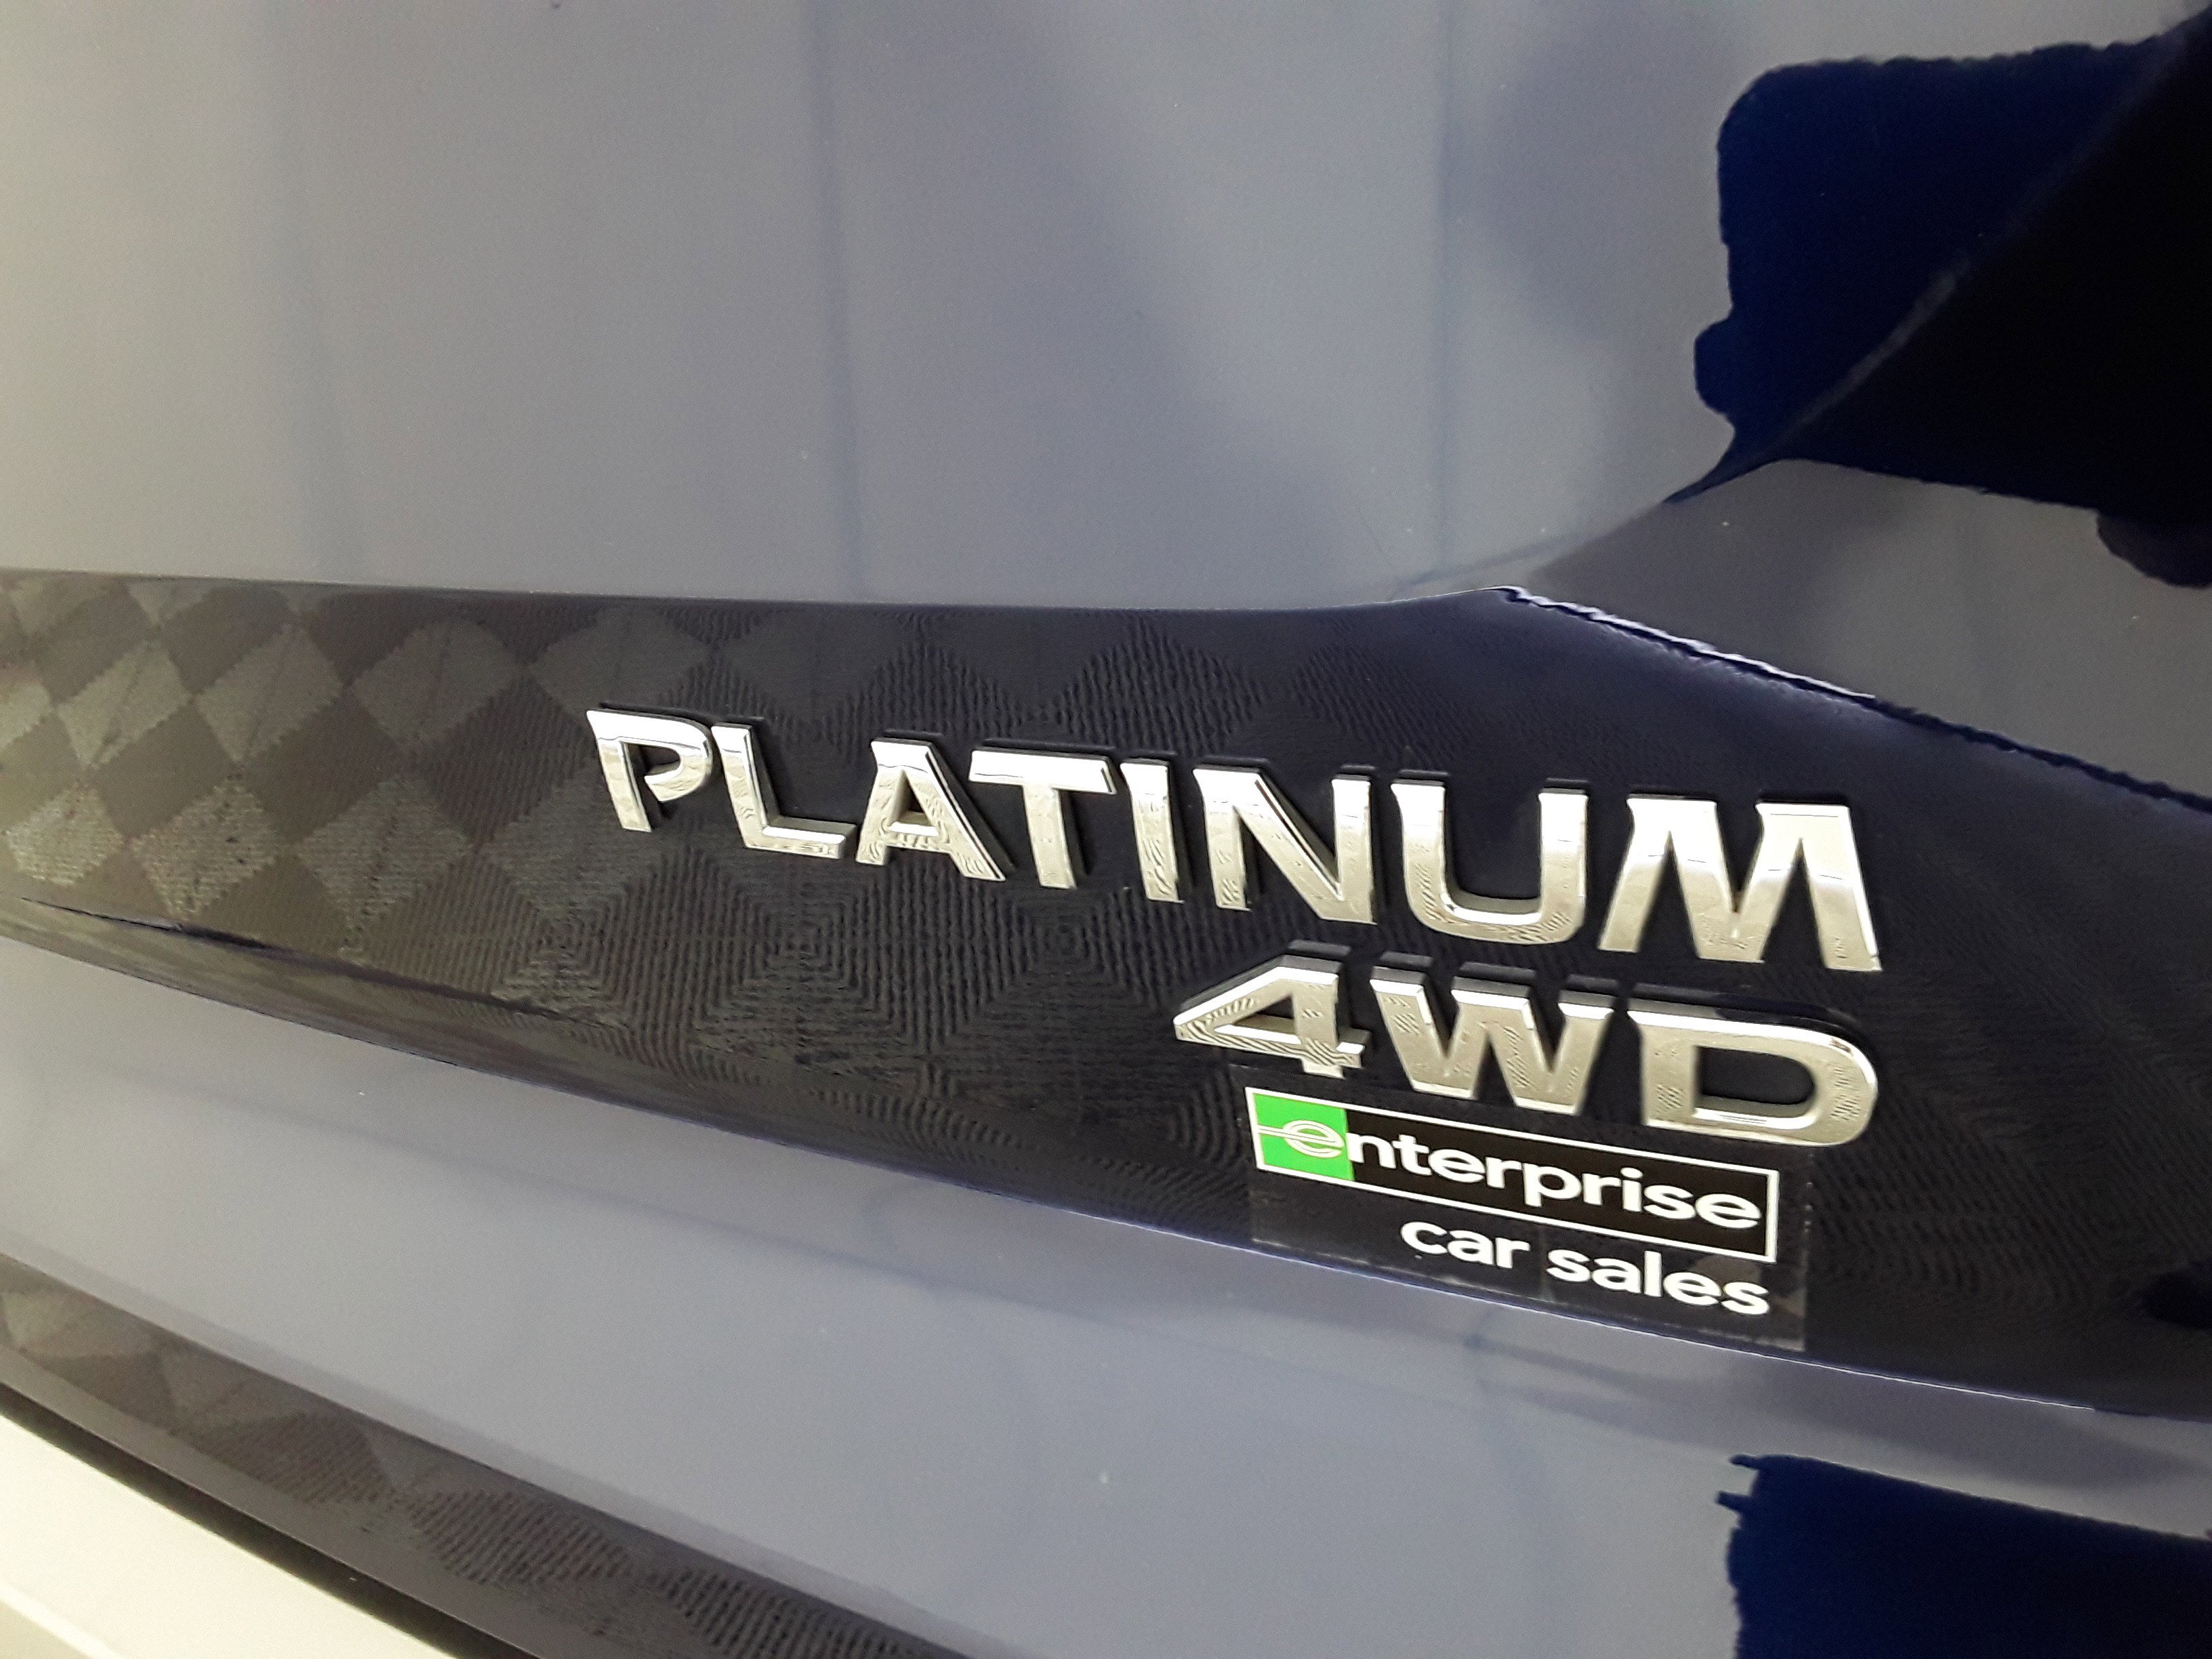 PLATINUM
4WD
enterprise
car sales